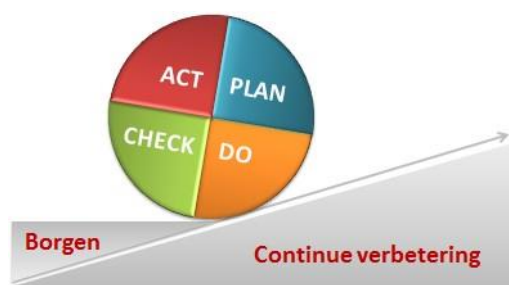 ACT
PLAN
CHECK
DO
Borgen
Continue verbetering